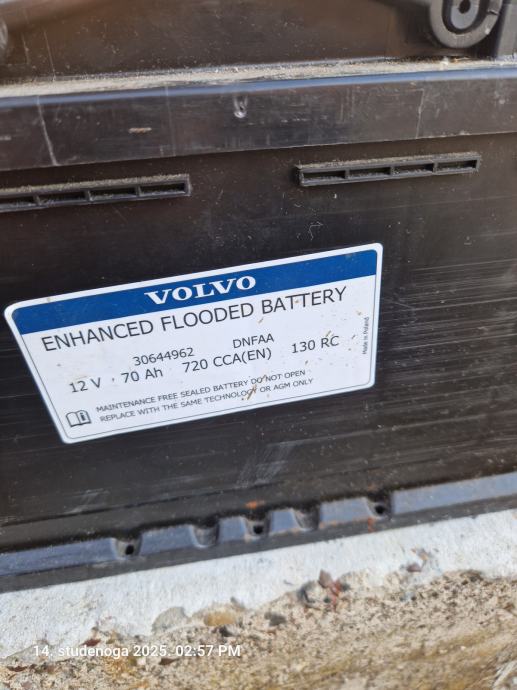 VOLVO
ENHANCED FLOODED BATTERY
30644962 DNFAA
12 V 70 Ah 720 CCA(EN) 130 RC
MAINTENANCE FREE SEALED BATTERY DO NOT OPEN
REPLACE WITH THE SAME TECHNOLOGY OR AGM ONLY
Made in Poland
14. studenoga 2025. 02:57 PM